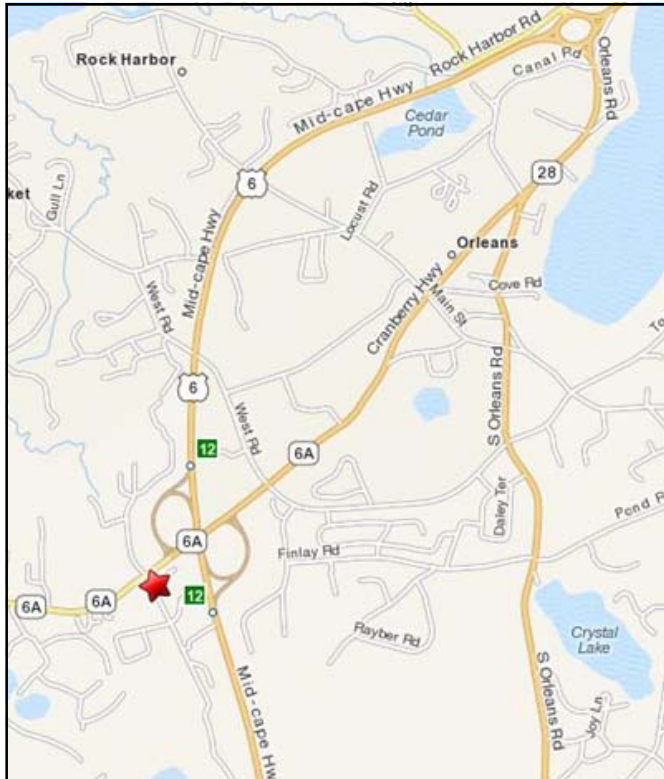 Rock Harbor Rd
Orleans Rd
Rock Harbor
Canal Rd
Mid-cape Hwy
Cedar
Pond
28
6
ket
Gull Ln
Locust Rd
Orleans
Mid-cape Hwy
Cove Rd
West Rd
Cranberry Hwy
Main St
To
6
S Orleans Rd
West Rd
12
6A
Daley Ter
Pond R
6A
Finlay Rd
6A
6A
12
Rayber Rd
Crystal
Lake
S Orleans Rd
Mid-cape Hwy
Joy Ln